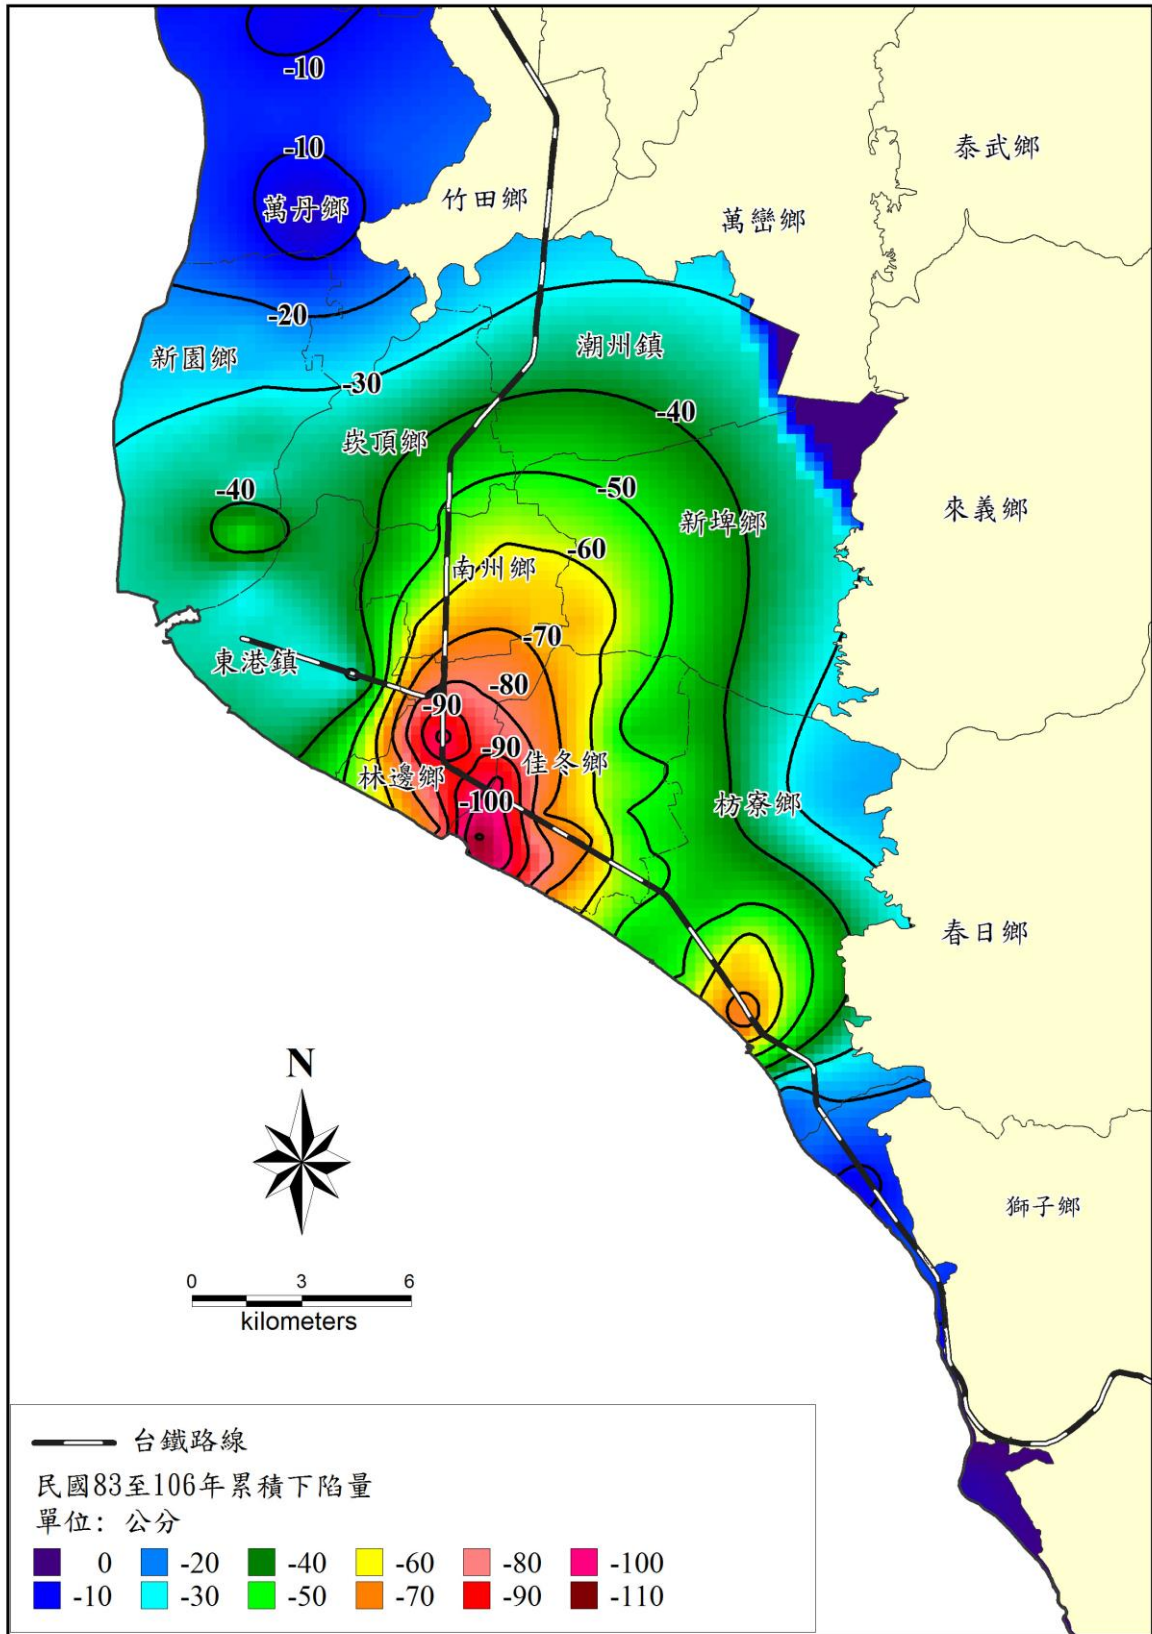 -10
-10
泰武鄉
竹田鄉
萬丹鄉
萬巒鄉
-20
新園鄉
潮州鎮
-30
-40
崁頂鄉
-40
-50
來義鄉
新埤鄉
-60
南州鄉
-70
東港鎮
-80
-90
-90
佳冬鄉
林邊鄉
-100
枋寮鄉
春日鄉
N
獅子鄉
0 3 6
kilometers
台鐵路線
民國83至106年累積下陷量
單位: 公分
0 -20 -40 -60 -80 -100
-10 -30 -50 -70 -90 -110